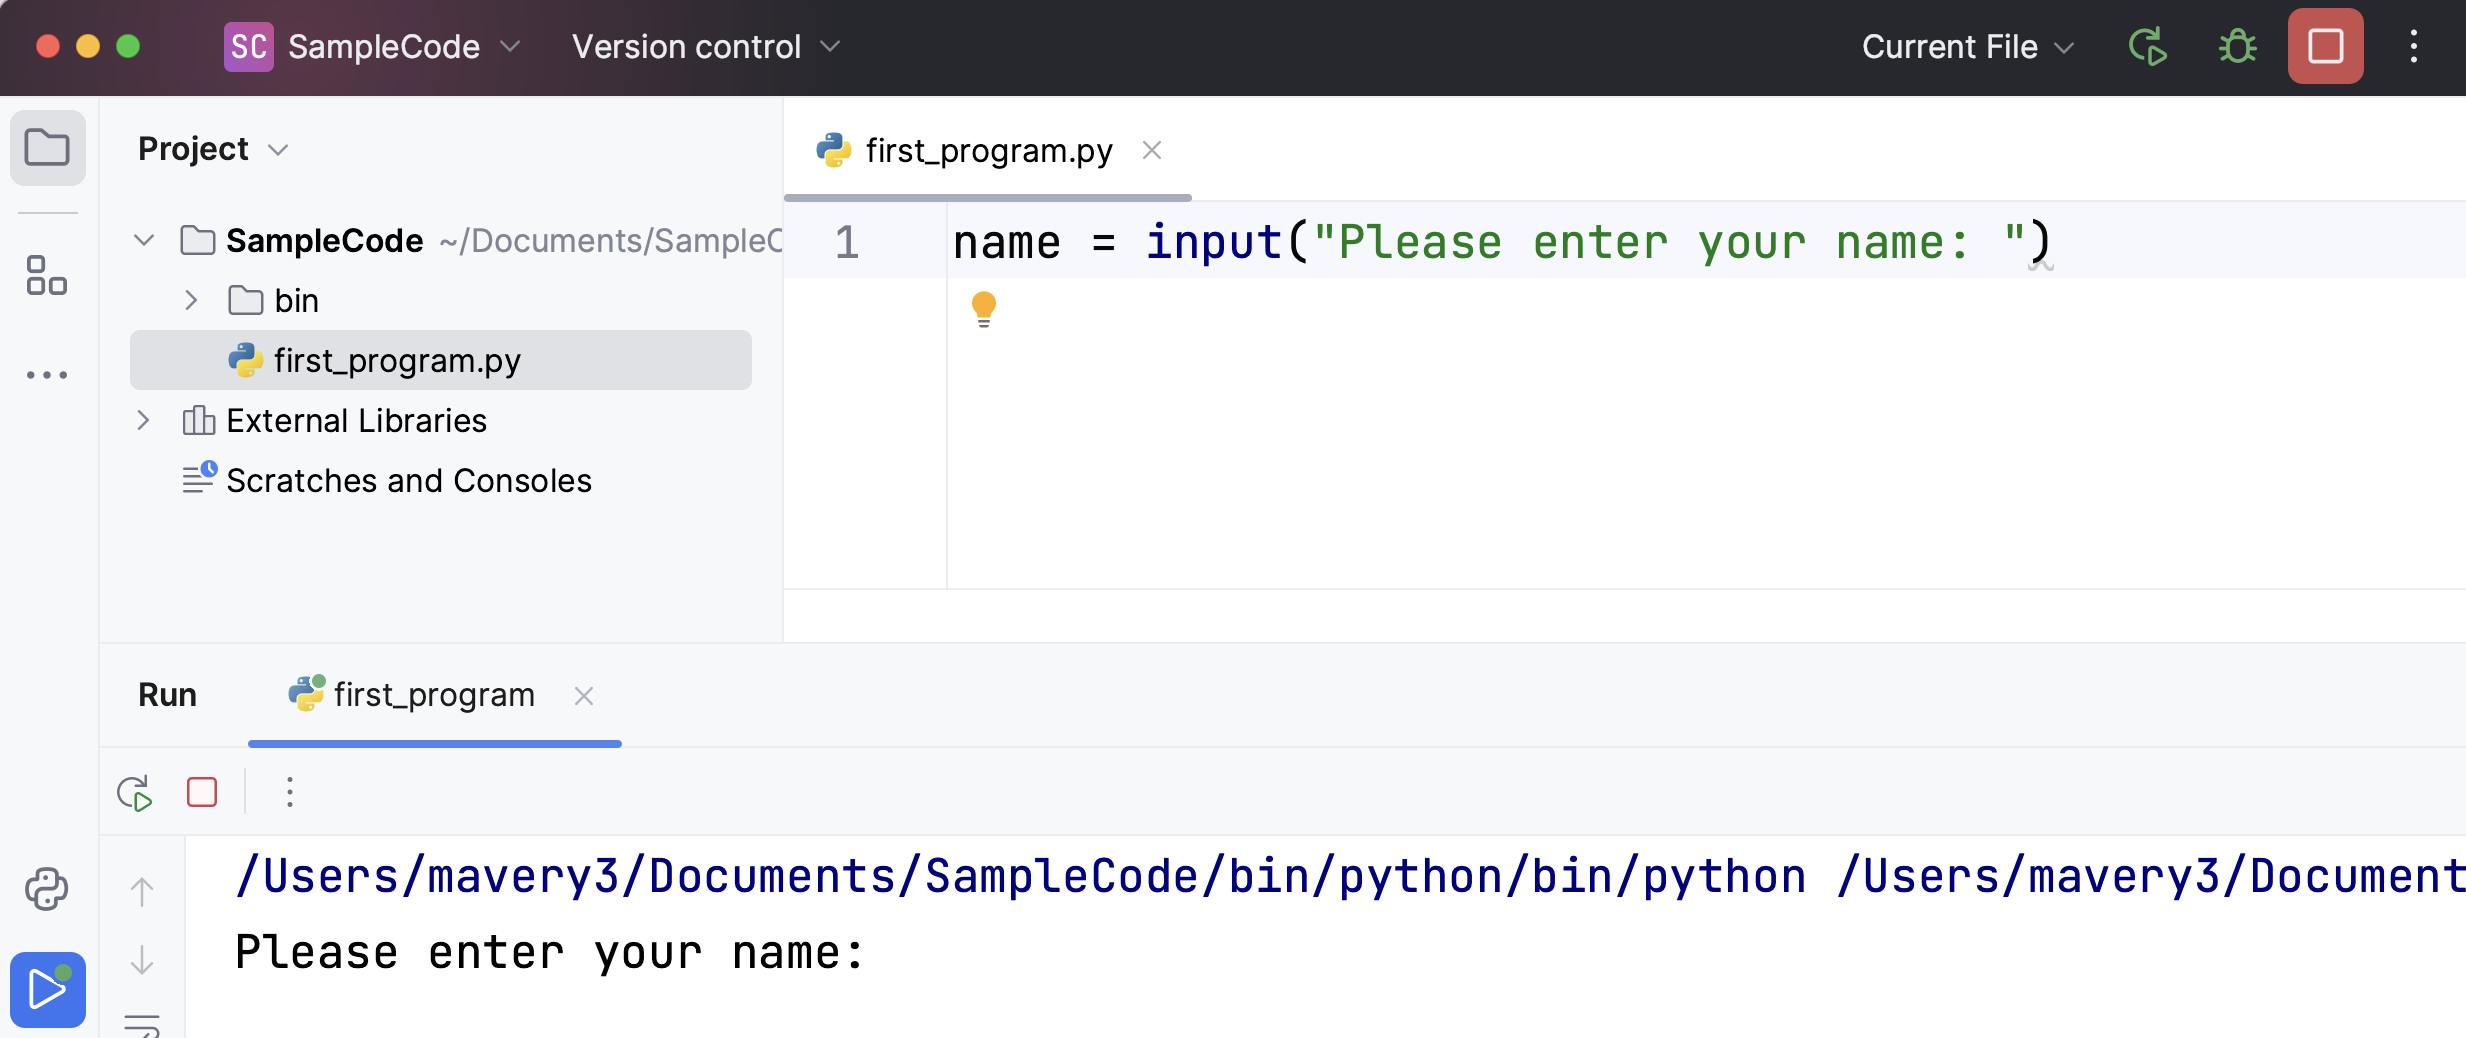 SC SampleCode Version control Current File
Project
first_program.py
SampleCode ~/Documents/SampleC
bin
first_program.py
External Libraries
Scratches and Consoles
1 name = input("Please enter your name: ")
Run first_program
/Users/mavery3/Documents/SampleCode/bin/python/bin/python /Users/mavery3/Document
Please enter your name: